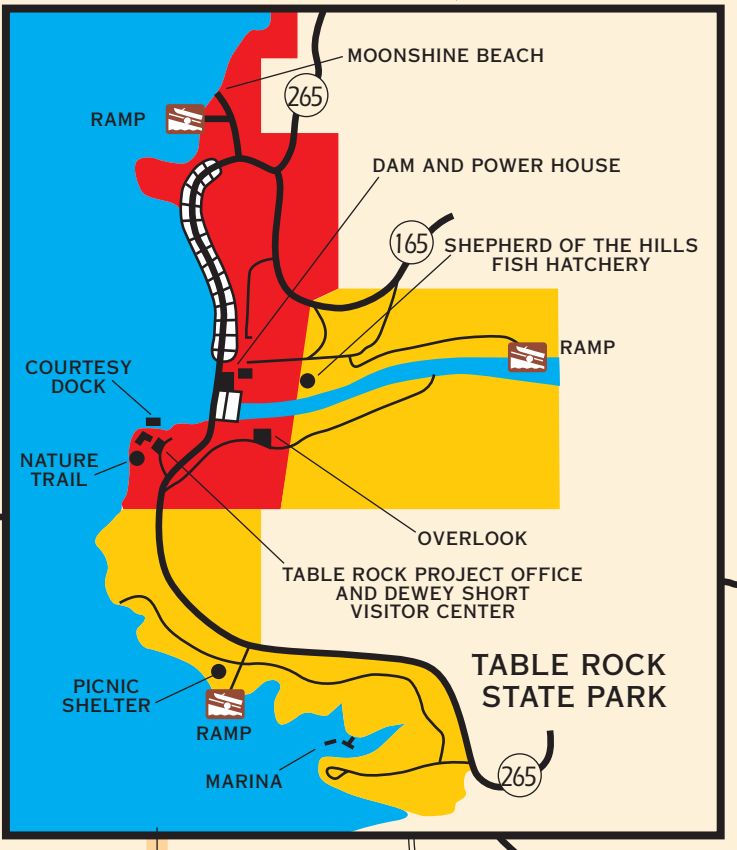 MOONSHINE BEACH
265
RAMP
DAM AND POWER HOUSE
165
SHEPHERD OF THE HILLS
FISH HATCHERY
RAMP
COURTESY
DOCK
NATURE
TRAIL
OVERLOOK
TABLE ROCK PROJECT OFFICE
AND DEWEY SHORT
VISITOR CENTER
TABLE ROCK
STATE PARK
PICNIC
SHELTER
RAMP
MARINA
265